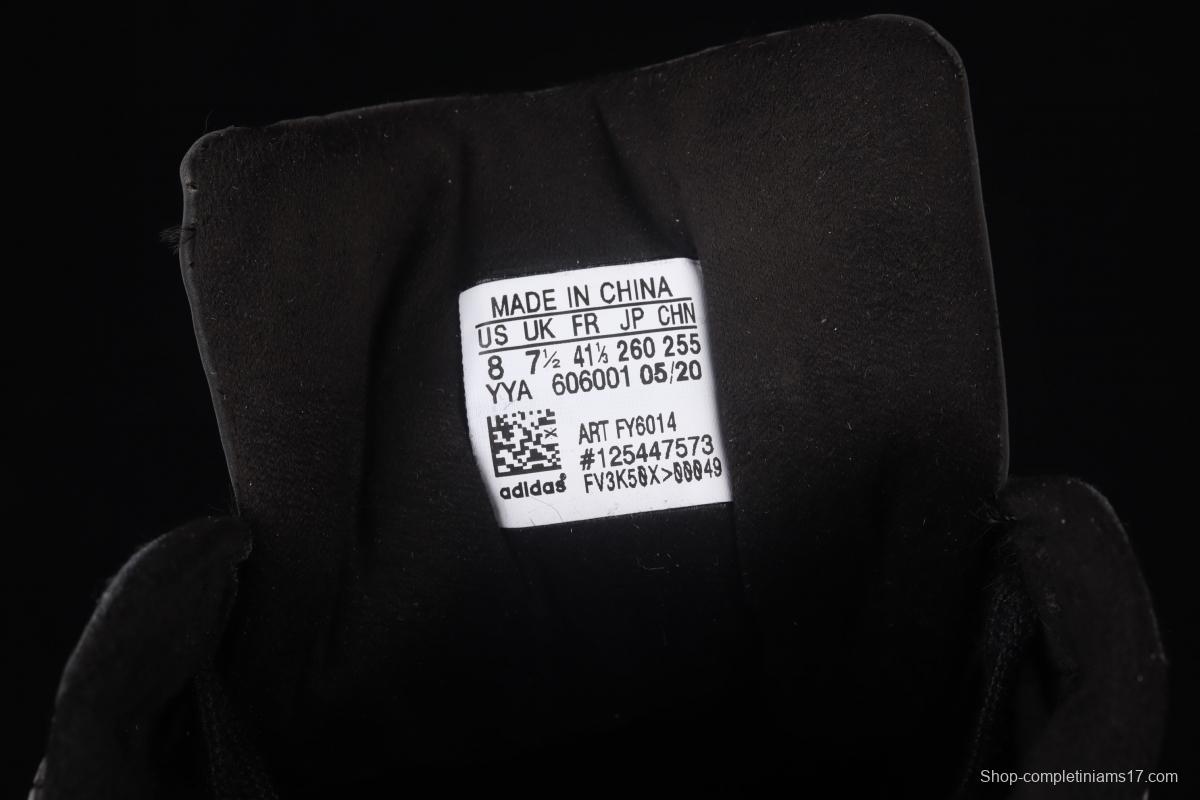 MADE IN CHINA
US UK FR JP CHN
8 7½ 41⅓ 260 255
YYA 606001 05/20
ART FY6014
#125447573
adidas® FV3K50X>00049
Shop-completiniams17.com